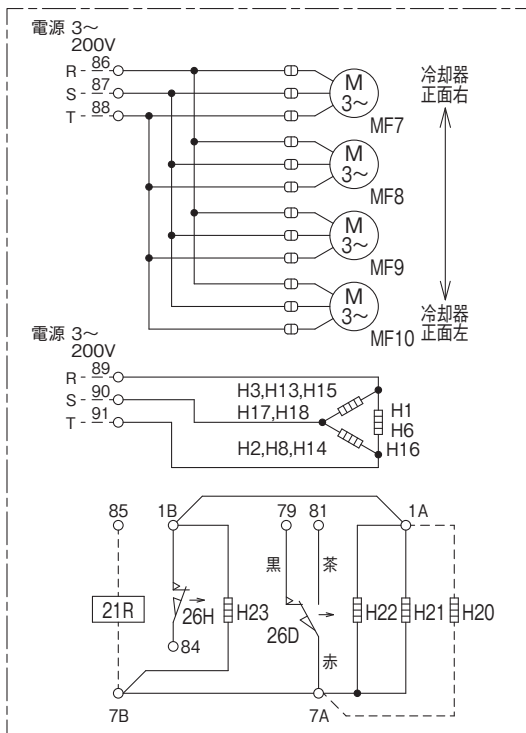 電源 3~
200V
R
86
S
87
T
88
M
3~
MF7
冷却器
正面右
M
3~
MF8
M
3~
MF9
M
3~
MF10
冷却器
正面左
電源 3~
200V
R
89
S
90
T
91
H3,H13,H15
H17,H18
H1
H6
H16
H2,H8,H14
85
1B
79
81
1A
黒
茶
21R
26H
H23
26D
H22
H21
H20
84
赤
7B
7A